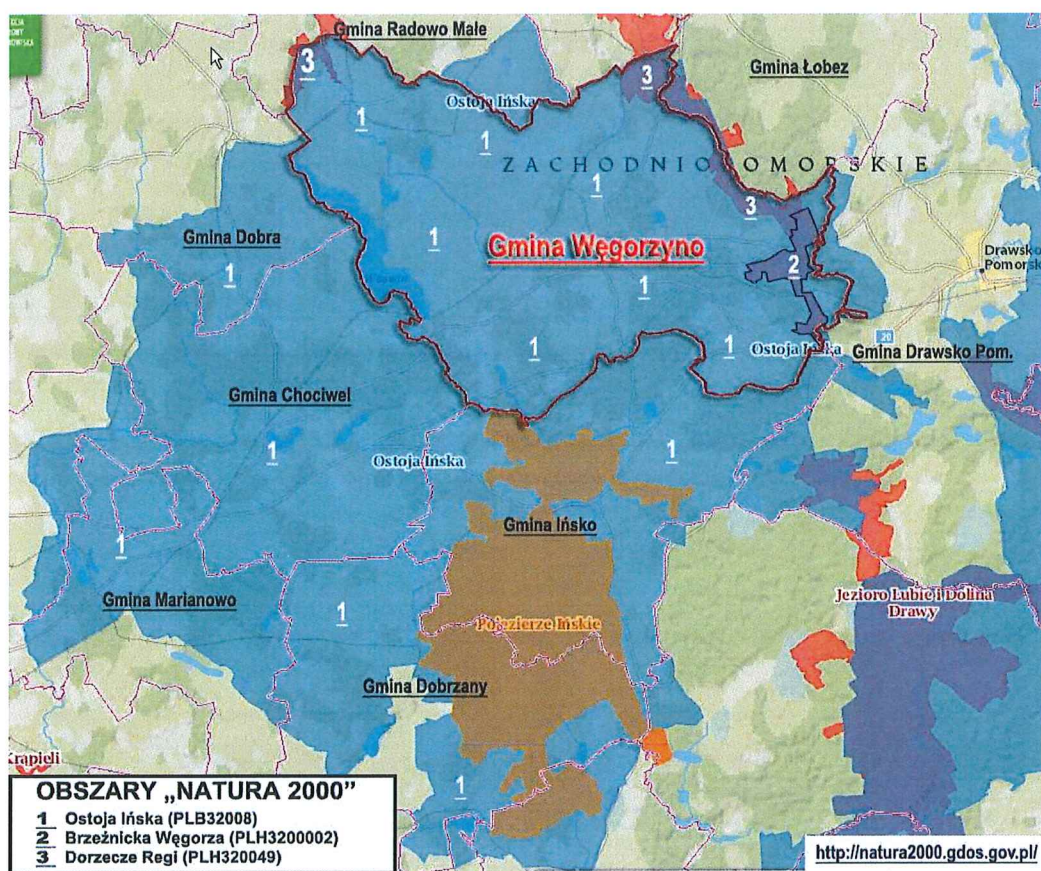 Gmina Radowo Małe
3
3
Gmina Łobez
Ostoja Ińska
1
1
ZACHODNIOPOMORSKIE
1
3
Gmina Dobra
1
Gmina Węgorzyno
Drawsko
Pomorsk
2
1
1
20
1
1
Ostoja Ińska
Gmina Drawsko Pom.
Gmina Chociwel
1
Ostoja Ińska
1
Gmina Ińsko
1
Gmina Marianowo
1
Jezioro Lubie i Dolina
Drawy
Pojezierze Ińskie
Gmina Dobrzany
Krąpieli
1
OBSZARY „NATURA 2000”
1 Ostoja Ińska (PLB32008)
2 Brzeźnicka Węgorza (PLH3200002)
3 Dorzecze Regi (PLH320049)
http://natura2000.gdos.gov.pl/